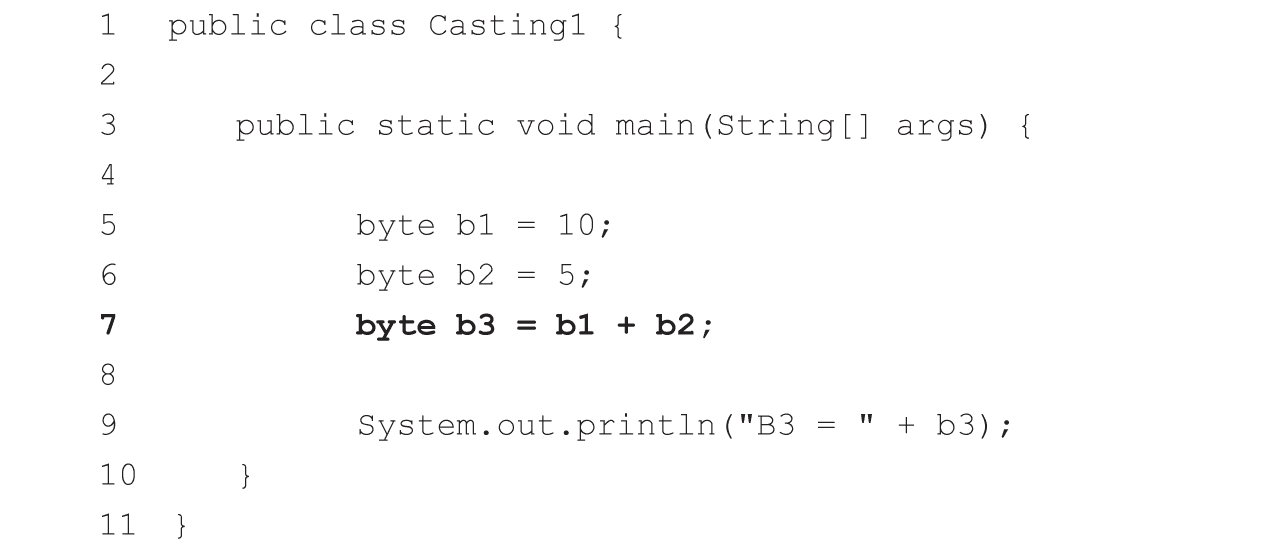 1 public class Casting1 {
2
3 public static void main(String[] args) {
4
5 byte b1 = 10;
6 byte b2 = 5;
7 byte b3 = b1 + b2;
8
9 System.out.println("B3 = " + b3);
10 }
11 }